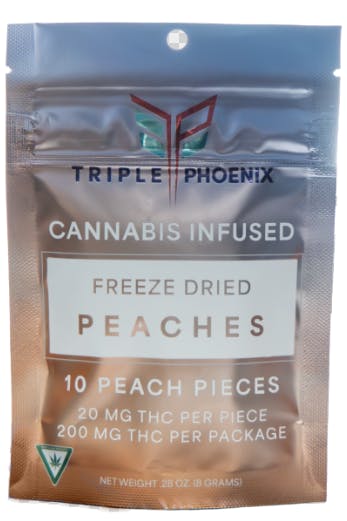 TRIPLE PHOENIX
CANNABIS INFUSED
FREEZE DRIED
PEACHES
10 PEACH PIECES
20 MG THC PER PIECE
200 MG THC PER PACKAGE
NET WEIGHT .28 OZ. (8 GRAMS)